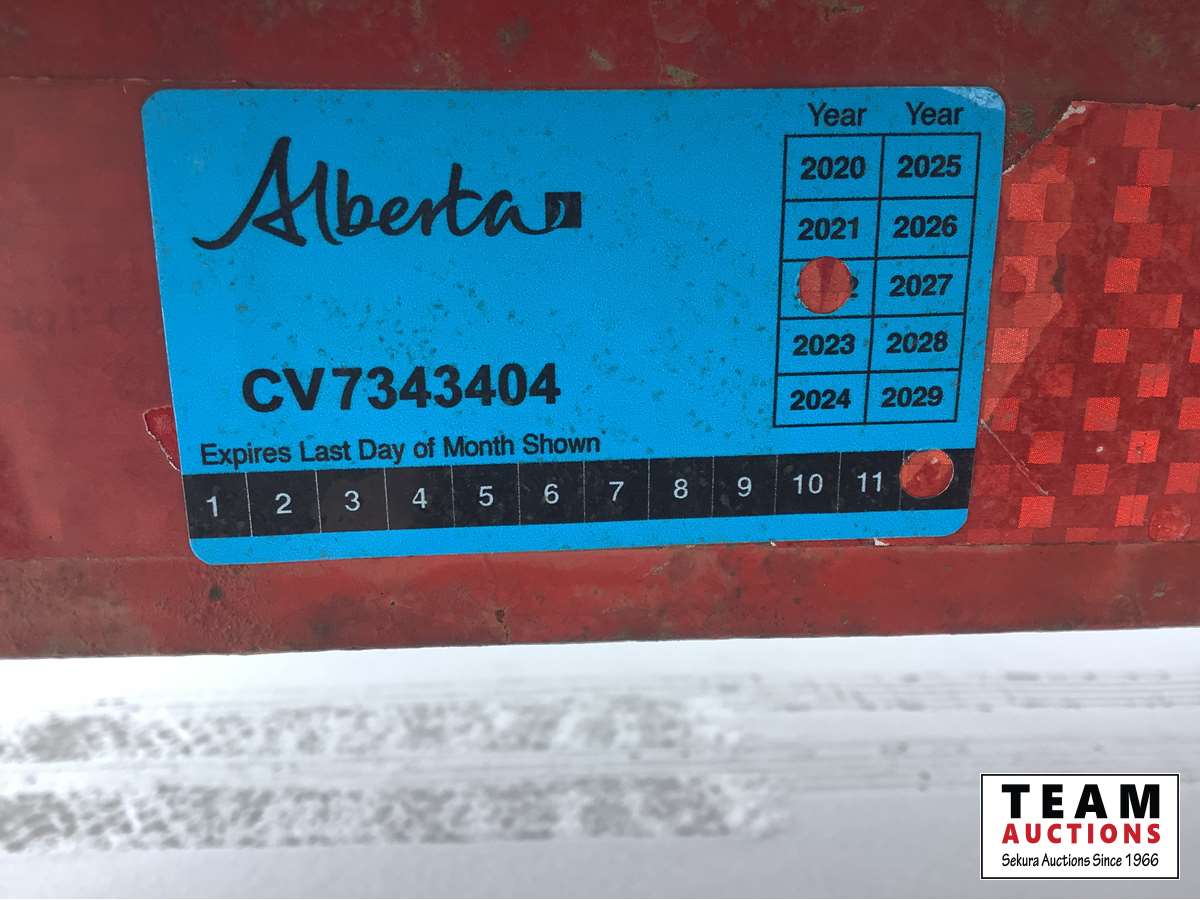 Alberta
Year Year
2020 2025
2021 2026
2027
2023 2028
2024 2029
CV7343404
Expires Last Day of Month Shown
1 2 3 4 5 6 7 8 9 10 11
TEAM
AUCTIONS
Sekura Auctions Since 1966